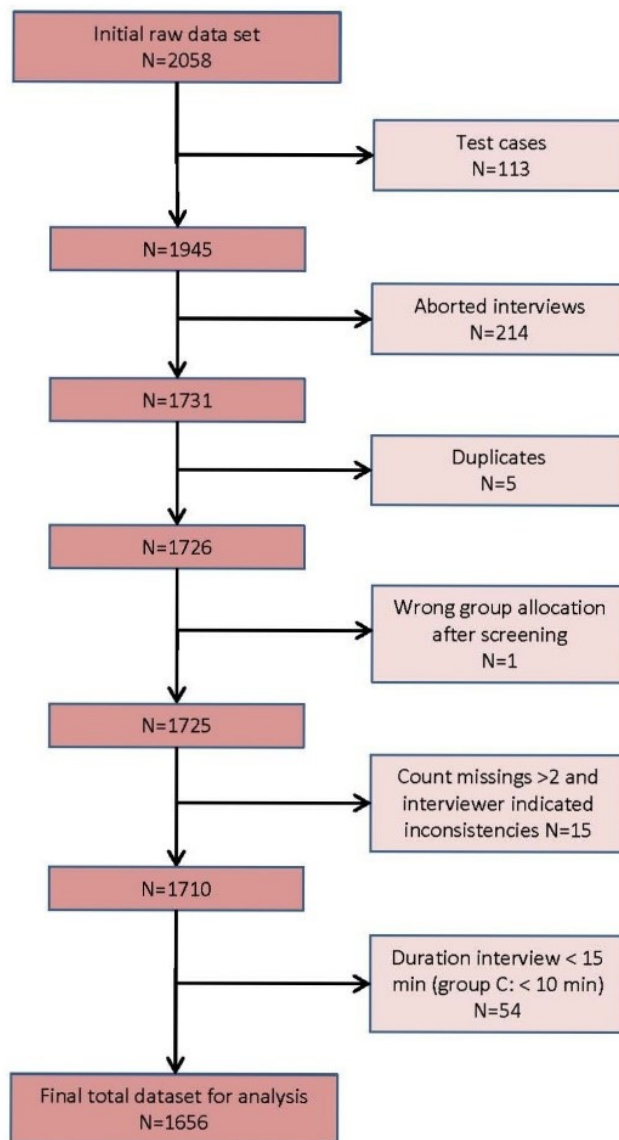 Initial raw data set
N=2058
Test cases
N=113
N=1945
Aborted interviews
N=214
N=1731
Duplicates
N=5
N=1726
Wrong group allocation
after screening
N=1
N=1725
Count missings >2 and
interviewer indicated
inconsistencies N=15
N=1710
Duration interview < 15
min (group C: < 10 min)
N=54
Final total dataset for analysis
N=1656